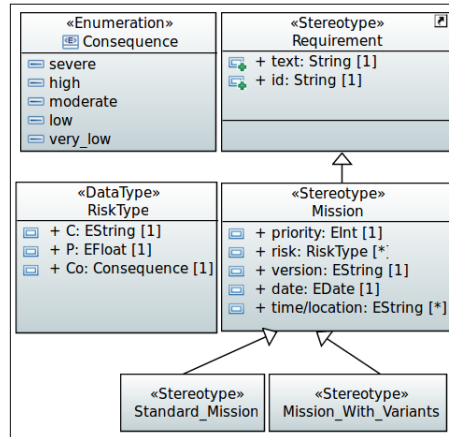 «Enumeration»
Consequence
severe
high
moderate
low
very_low
«Stereotype»
Requirement
+ text: String [1]
+ id: String [1]
«DataType»
RiskType
+ C: EString [1]
+ P: EFloat [1]
+ Co: Consequence [1]
«Stereotype»
Mission
+ priority: EInt [1]
+ risk: RiskType [*]
+ version: EString [1]
+ date: EDate [1]
+ time/location: EString [*]
«Stereotype»
Standard_Mission
«Stereotype»
Mission_With_Variants